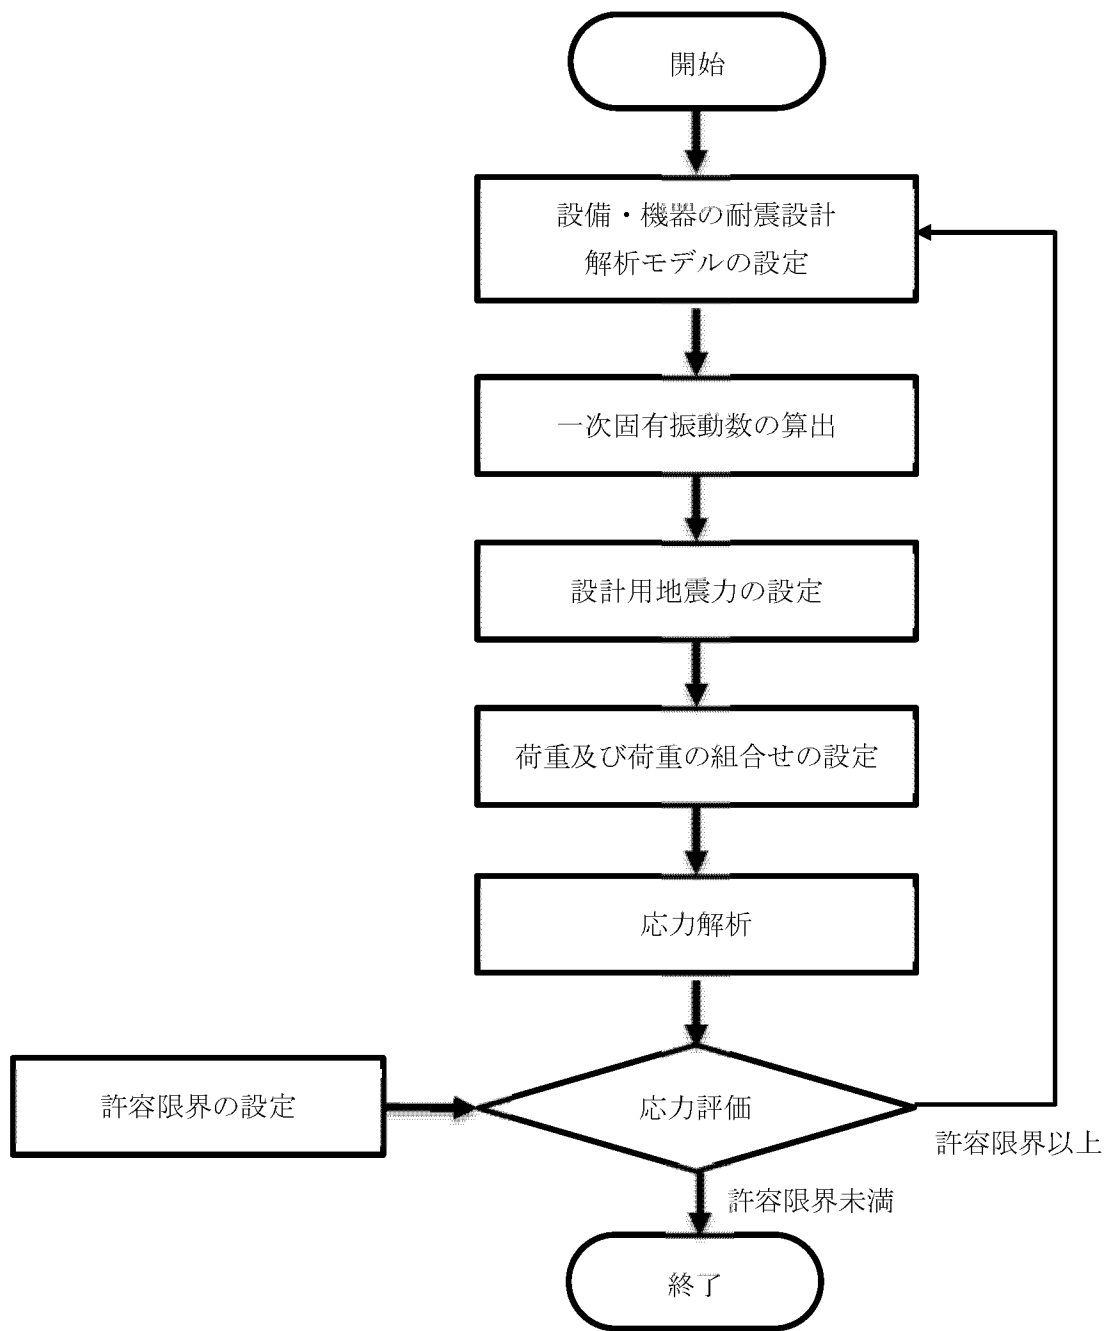 開始
設備・機器の耐震設計
解析モデルの設定
一次固有振動数の算出
設計用地震力の設定
荷重及び荷重の組合せの設定
応力解析
許容限界の設定
応力評価
許容限界以上
許容限界未満
終了